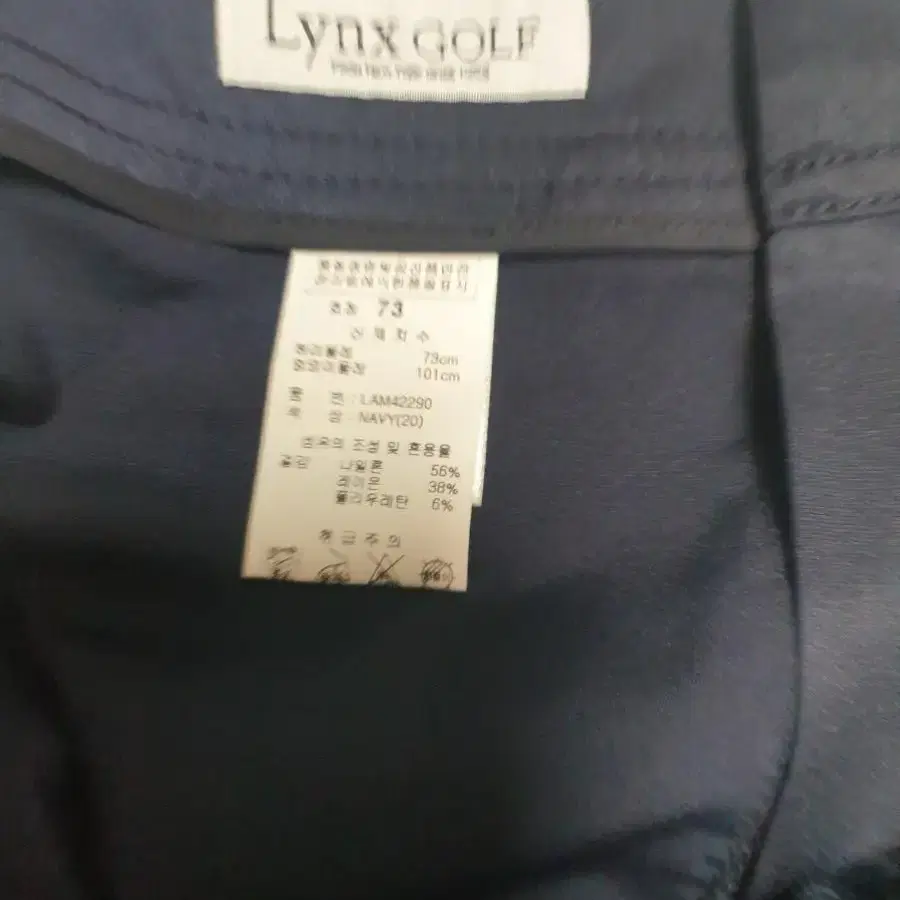 Lynx GOLF
호칭 73
신체치수
허리둘레 73cm
엉덩이둘레 101cm
품 번 : LAM42290
색 상 : NAVY(20)
섬유의 조성 및 혼용율
겉감 나일론 56%
레이온 38%
폴리우레탄 6%
취급주의